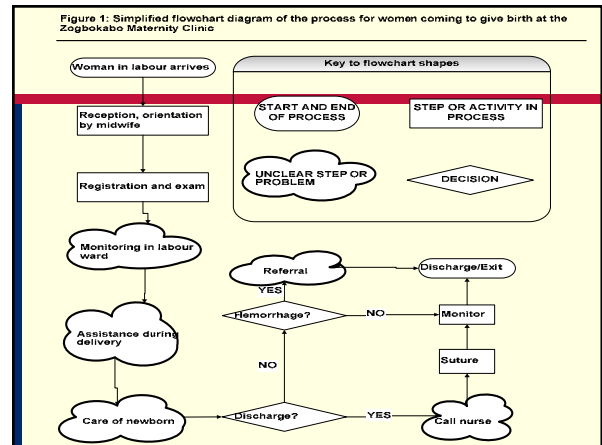 Figure 1: Simplified flowchart diagram of the process for women coming to give birth at the
Zogbokabo Maternity Clinic
Woman in labour arrives
Key to flowchart shapes
START AND END
OF PROCESS
STEP OR ACTIVITY IN
PROCESS
UNCLEAR STEP OR
PROBLEM
DECISION
Reception, orientation
by midwife
Registration and exam
Monitoring in labour
ward
Assistance during
delivery
Care of newborn
Discharge?
YES
Call nurse
NO
Suture
Hemorrhage?
NO
Monitor
YES
Referral
Discharge/Exit